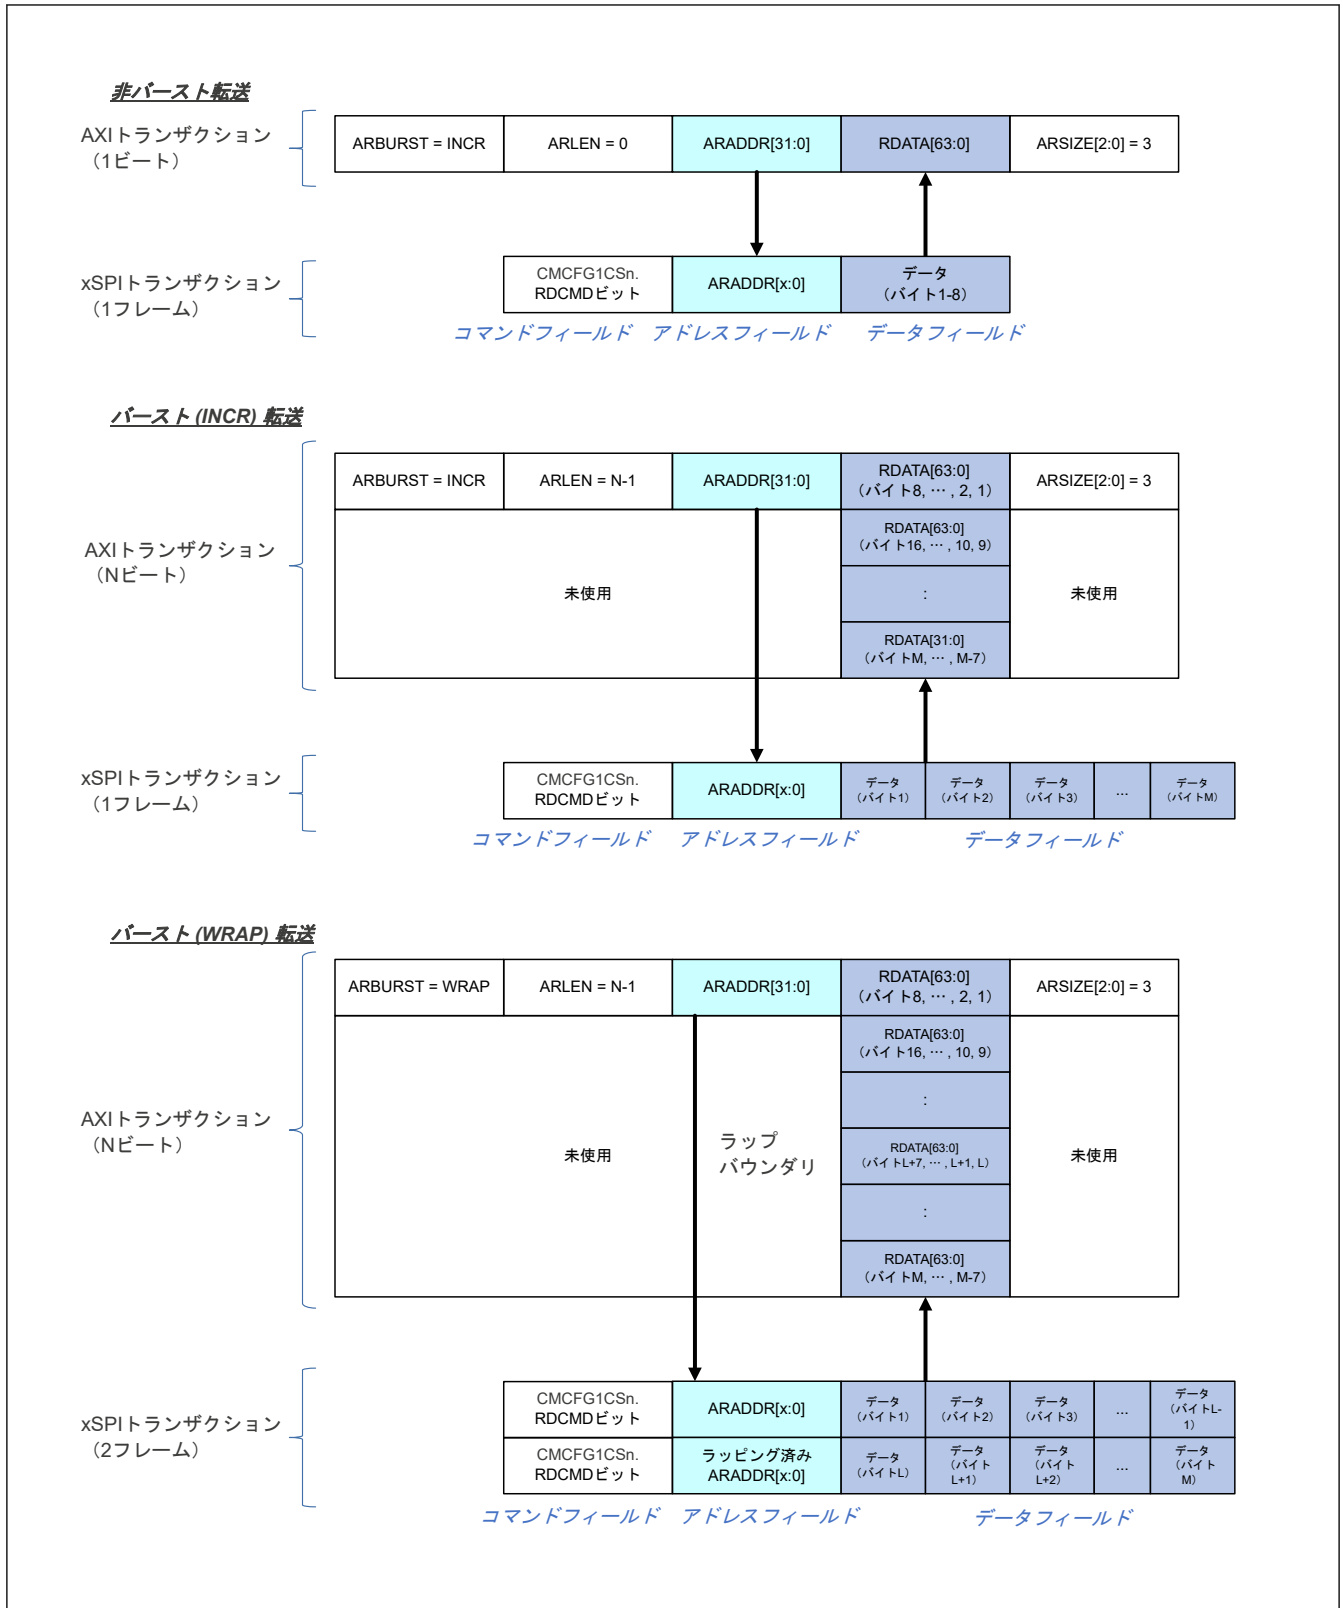 非バースト転送
AXIトランザクション
（1ビート）
ARBURST = INCR
ARLEN = 0
ARADDR[31:0]
RDATA[63:0]
ARSIZE[2:0] = 3
xSPIトランザクション
（1フレーム）
CMCFG1CSn.
RDCMDビット
ARADDR[x:0]
データ
（バイト1-8）
コマンドフィールド
アドレスフィールド
データフィールド
バースト (INCR) 転送
AXIトランザクション
（Nビート）
ARBURST = INCR
ARLEN = N-1
ARADDR[31:0]
RDATA[63:0]
（バイト8, … , 2, 1）
ARSIZE[2:0] = 3
未使用
RDATA[63:0]
（バイト16, … , 10, 9）
:
RDATA[31:0]
（バイトM, … , M-7）
未使用
xSPIトランザクション
（1フレーム）
CMCFG1CSn.
RDCMDビット
ARADDR[x:0]
データ
（バイト1）
データ
（バイト2）
データ
（バイト3）
...
データ
（バイトM）
コマンドフィールド
アドレスフィールド
データフィールド
バースト (WRAP) 転送
AXIトランザクション
（Nビート）
ARBURST = WRAP
ARLEN = N-1
ARADDR[31:0]
RDATA[63:0]
（バイト8, … , 2, 1）
ARSIZE[2:0] = 3
未使用
ラップ
バウンダリ
RDATA[63:0]
（バイト16, … , 10, 9）
:
RDATA[63:0]
（バイトL+7, … , L+1, L）
:
RDATA[63:0]
（バイトM, … , M-7）
未使用
xSPIトランザクション
（2フレーム）
CMCFG1CSn.
RDCMDビット
ARADDR[x:0]
データ
（バイト1）
データ
（バイト2）
データ
（バイト3）
...
データ
（バイトL-
1）
CMCFG1CSn.
RDCMDビット
ラッピング済み
ARADDR[x:0]
データ
（バイトL）
データ
（バイト
L+1）
データ
（バイト
L+2）
...
データ
（バイト
M）
コマンドフィールド
アドレスフィールド
データフィールド